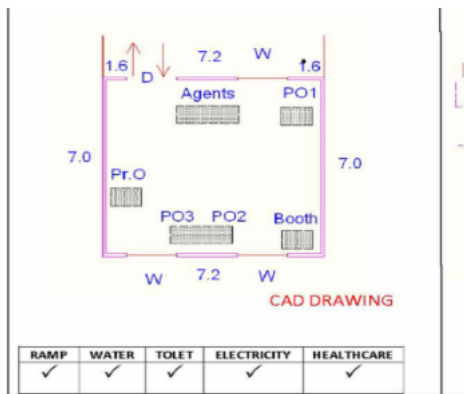 7.2 W
1.6 D 1.6
Agents PO1
7.0 7.0
Pr.O
PO3 PO2 Booth
W 7.2 W
CAD DRAWING
RAMP WATER TOLET ELECTRICITY HEALTHCARE
✓ ✓ ✓ ✓ ✓